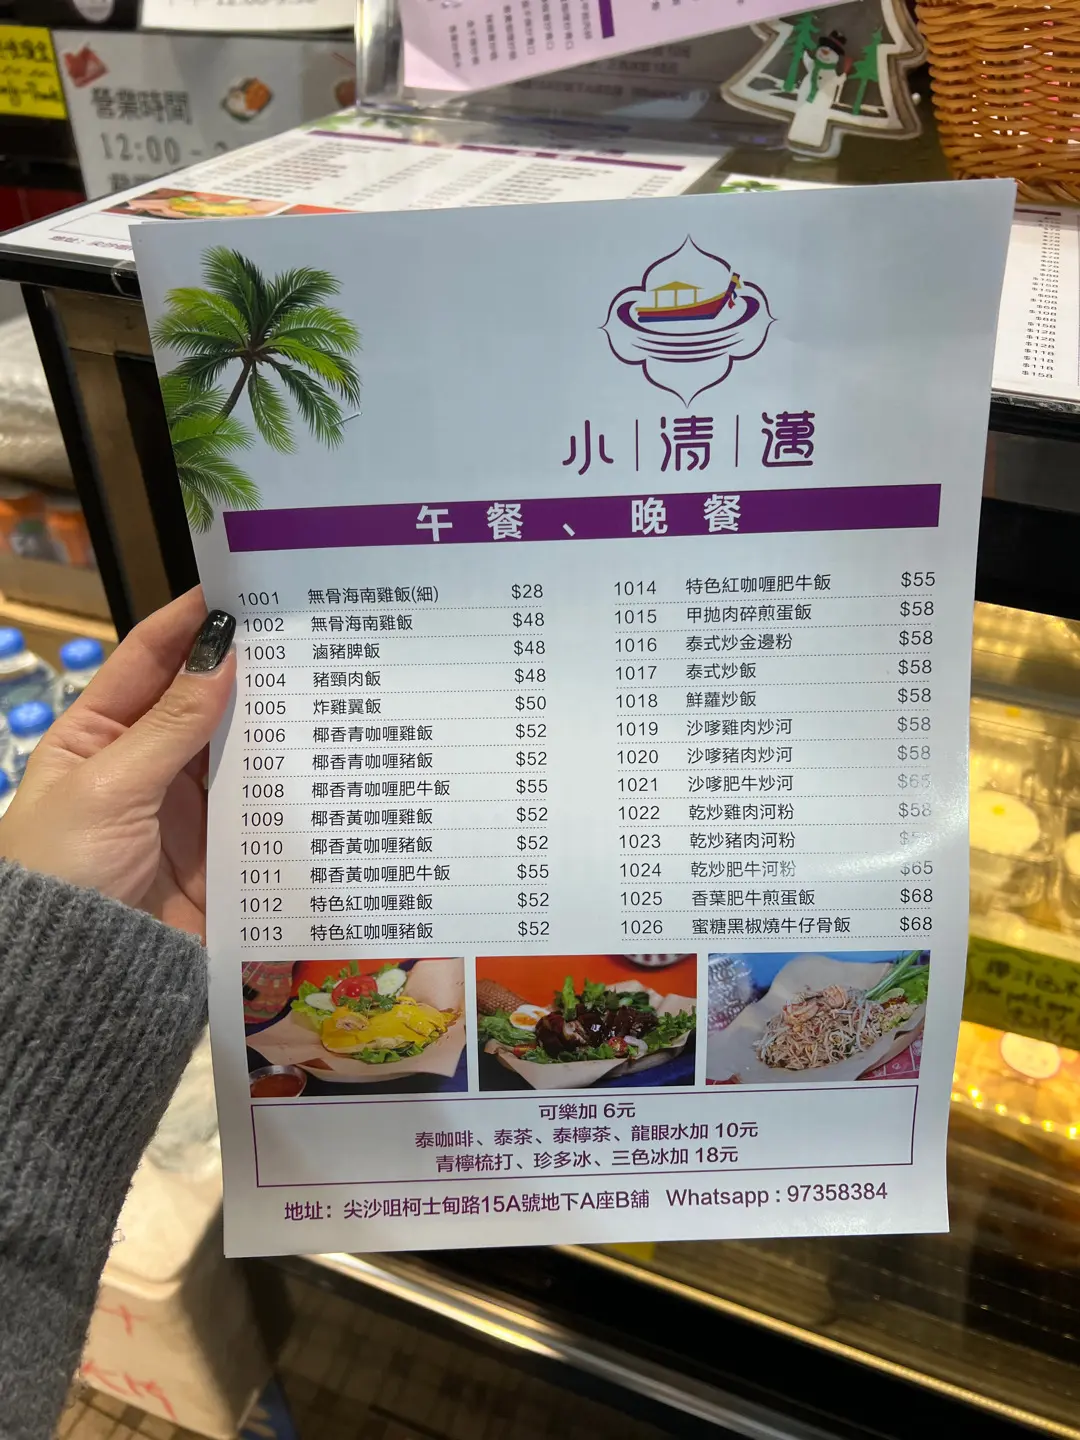 營業時間
12:00 -
小清邁
午餐、晚餐
1001 無骨海南雞飯(細) $28
1002 無骨海南雞飯 $48
1003 滷豬脾飯 $48
1004 豬頸肉飯 $48
1005 炸雞翼飯 $50
1006 椰香青咖喱雞飯 $52
1007 椰香青咖喱豬飯 $52
1008 椰香青咖喱肥牛飯 $55
1009 椰香黃咖喱雞飯 $52
1010 椰香黃咖喱豬飯 $52
1011 椰香黃咖喱肥牛飯 $55
1012 特色紅咖喱雞飯 $52
1013 特色紅咖喱豬飯 $52
1014 特色紅咖喱肥牛飯 $55
1015 甲拋肉碎煎蛋飯 $58
1016 泰式炒金邊粉 $58
1017 泰式炒飯 $58
1018 鮮蘿炒飯 $58
1019 沙嗲雞肉炒河 $58
1020 沙嗲豬肉炒河 $58
1021 沙嗲肥牛炒河 $65
1022 乾炒雞肉河粉 $58
1023 乾炒豬肉河粉
1024 乾炒肥牛河粉 $65
1025 香葉肥牛煎蛋飯 $68
1026 蜜糖黑椒燒牛仔骨飯 $68
可樂加 6元
泰咖啡、泰茶、泰檸茶、龍眼水加 10元
青檸梳打、珍多冰、三色冰加 18元
地址：尖沙咀柯士甸路15A號地下A座B舖 Whatsapp : 97358384